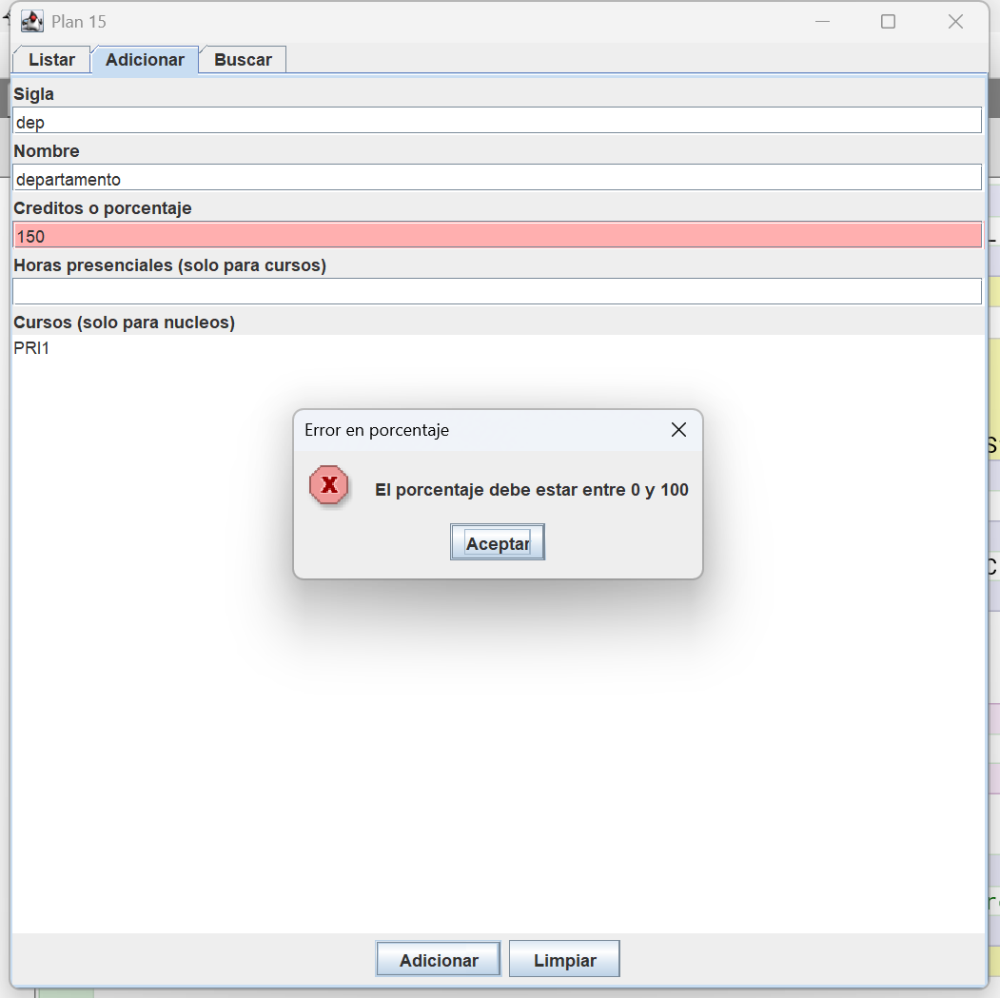 Plan 15
Listar Adicionar Buscar
Sigla
dep
Nombre
departamento
Creditos o porcentaje
150
Horas presenciales (solo para cursos)
Cursos (solo para nucleos)
PRI1
Error en porcentaje
El porcentaje debe estar entre 0 y 100
Aceptar
Adicionar Limpiar